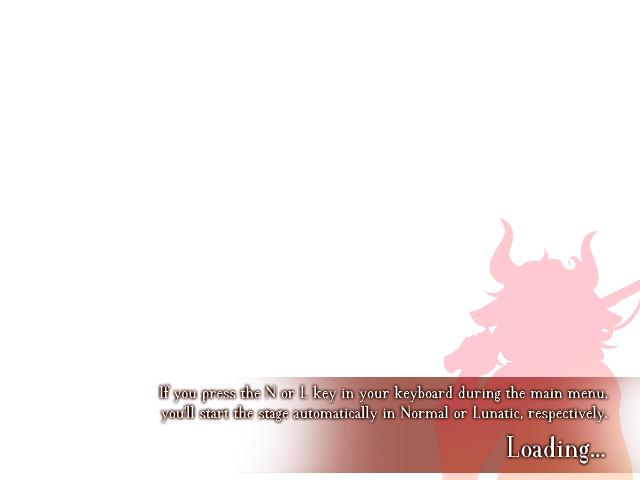 If you press the N or L key in your keyboard during the main menu,
you'll start the stage automatically in Normal or Lunatic, respectively.
Loading...